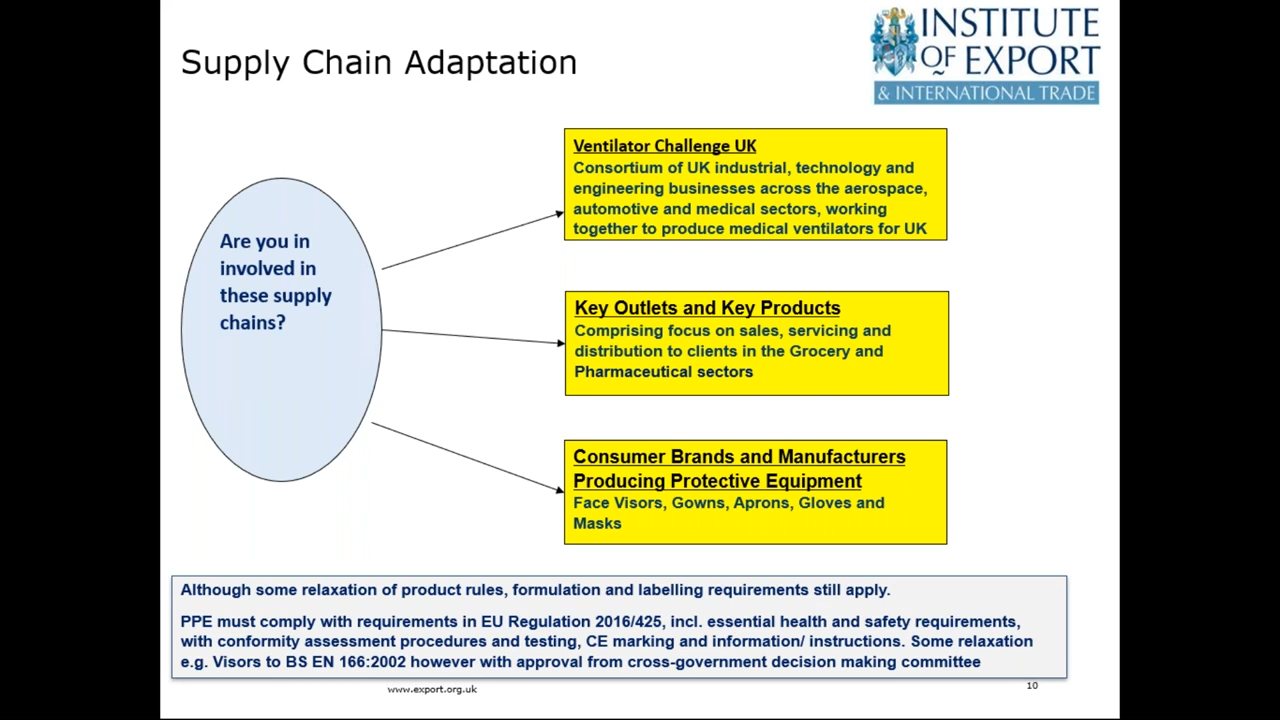 Supply Chain Adaptation
INSTITUTE
OF EXPORT
& INTERNATIONAL TRADE
Are you in
involved in
these supply
chains?
Ventilator Challenge UK
Consortium of UK industrial, technology and
engineering businesses across the aerospace,
automotive and medical sectors, working
together to produce medical ventilators for UK
Key Outlets and Key Products
Comprising focus on sales, servicing and
distribution to clients in the Grocery and
Pharmaceutical sectors
Consumer Brands and Manufacturers
Producing Protective Equipment
Face Visors, Gowns, Aprons, Gloves and
Masks
Although some relaxation of product rules, formulation and labelling requirements still apply.
PPE must comply with requirements in EU Regulation 2016/425, incl. essential health and safety requirements,
with conformity assessment procedures and testing, CE marking and information/ instructions. Some relaxation
e.g. Visors to BS EN 166:2002 however with approval from cross-government decision making committee
www.export.org.uk
10